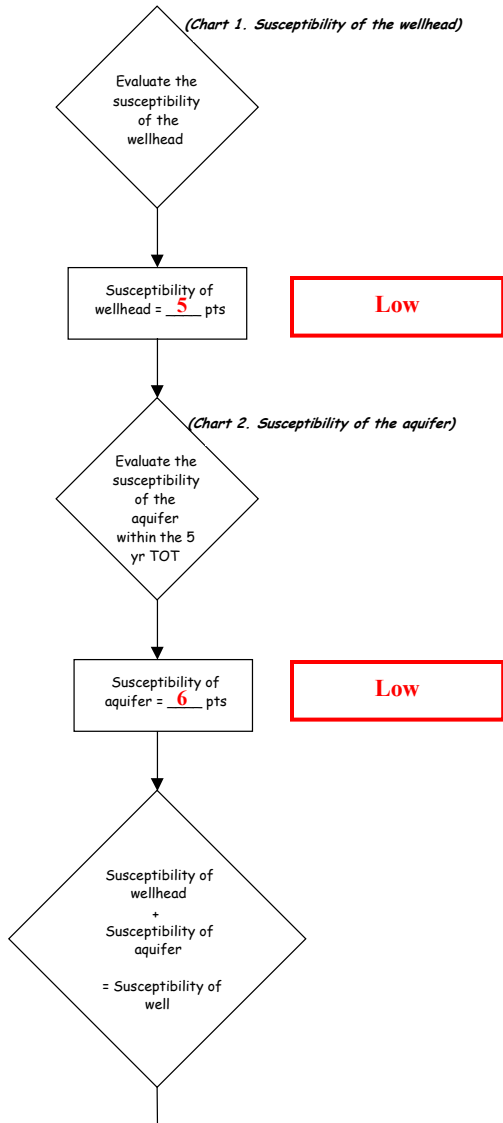 (Chart 1. Susceptibility of the wellhead)
Evaluate the
susceptibility
of the
wellhead
Susceptibility of
wellhead = __5__ pts
Low
(Chart 2. Susceptibility of the aquifer)
Evaluate the
susceptibility
of the
aquifer
within the 5
yr TOT
Susceptibility of
aquifer = __6__ pts
Low
Susceptibility of
wellhead
+
Susceptibility of
aquifer
= Susceptibility of
well